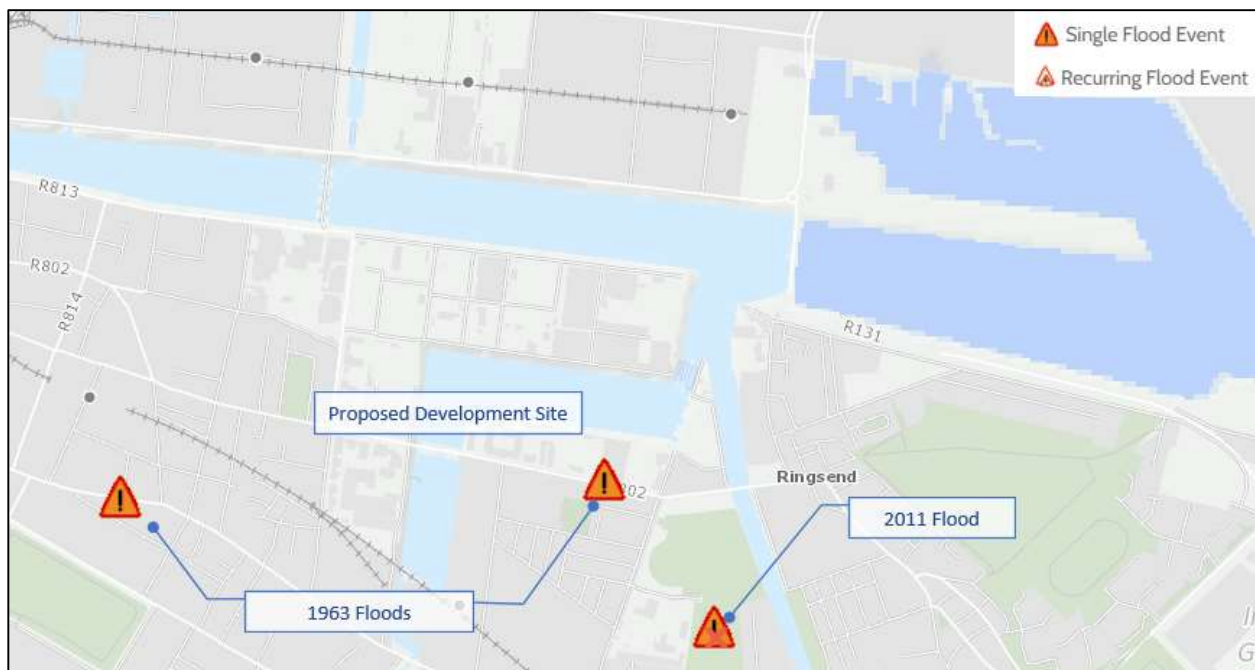 Single Flood Event
Recurring Flood Event
R813
R802
R814
R131
Proposed Development Site
Ringsend
2011 Flood
1963 Floods